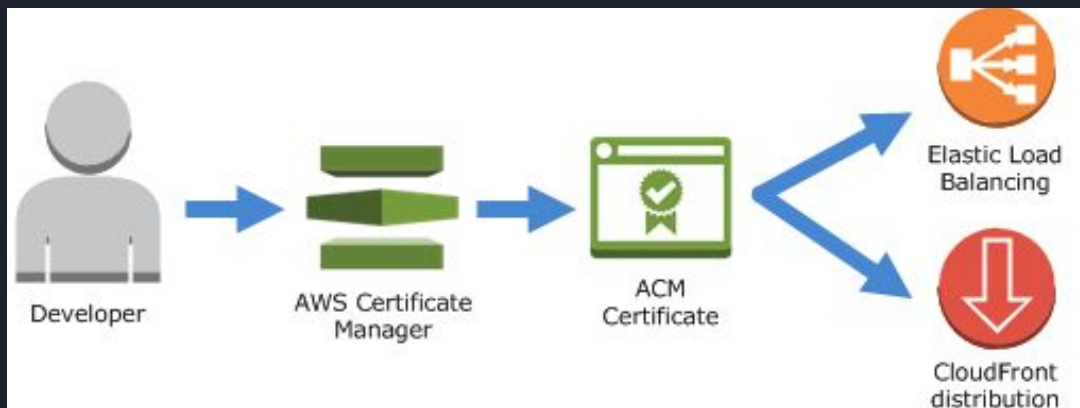 Developer
AWS Certificate
Manager
ACM
Certificate
Elastic Load
Balancing
CloudFront
distribution